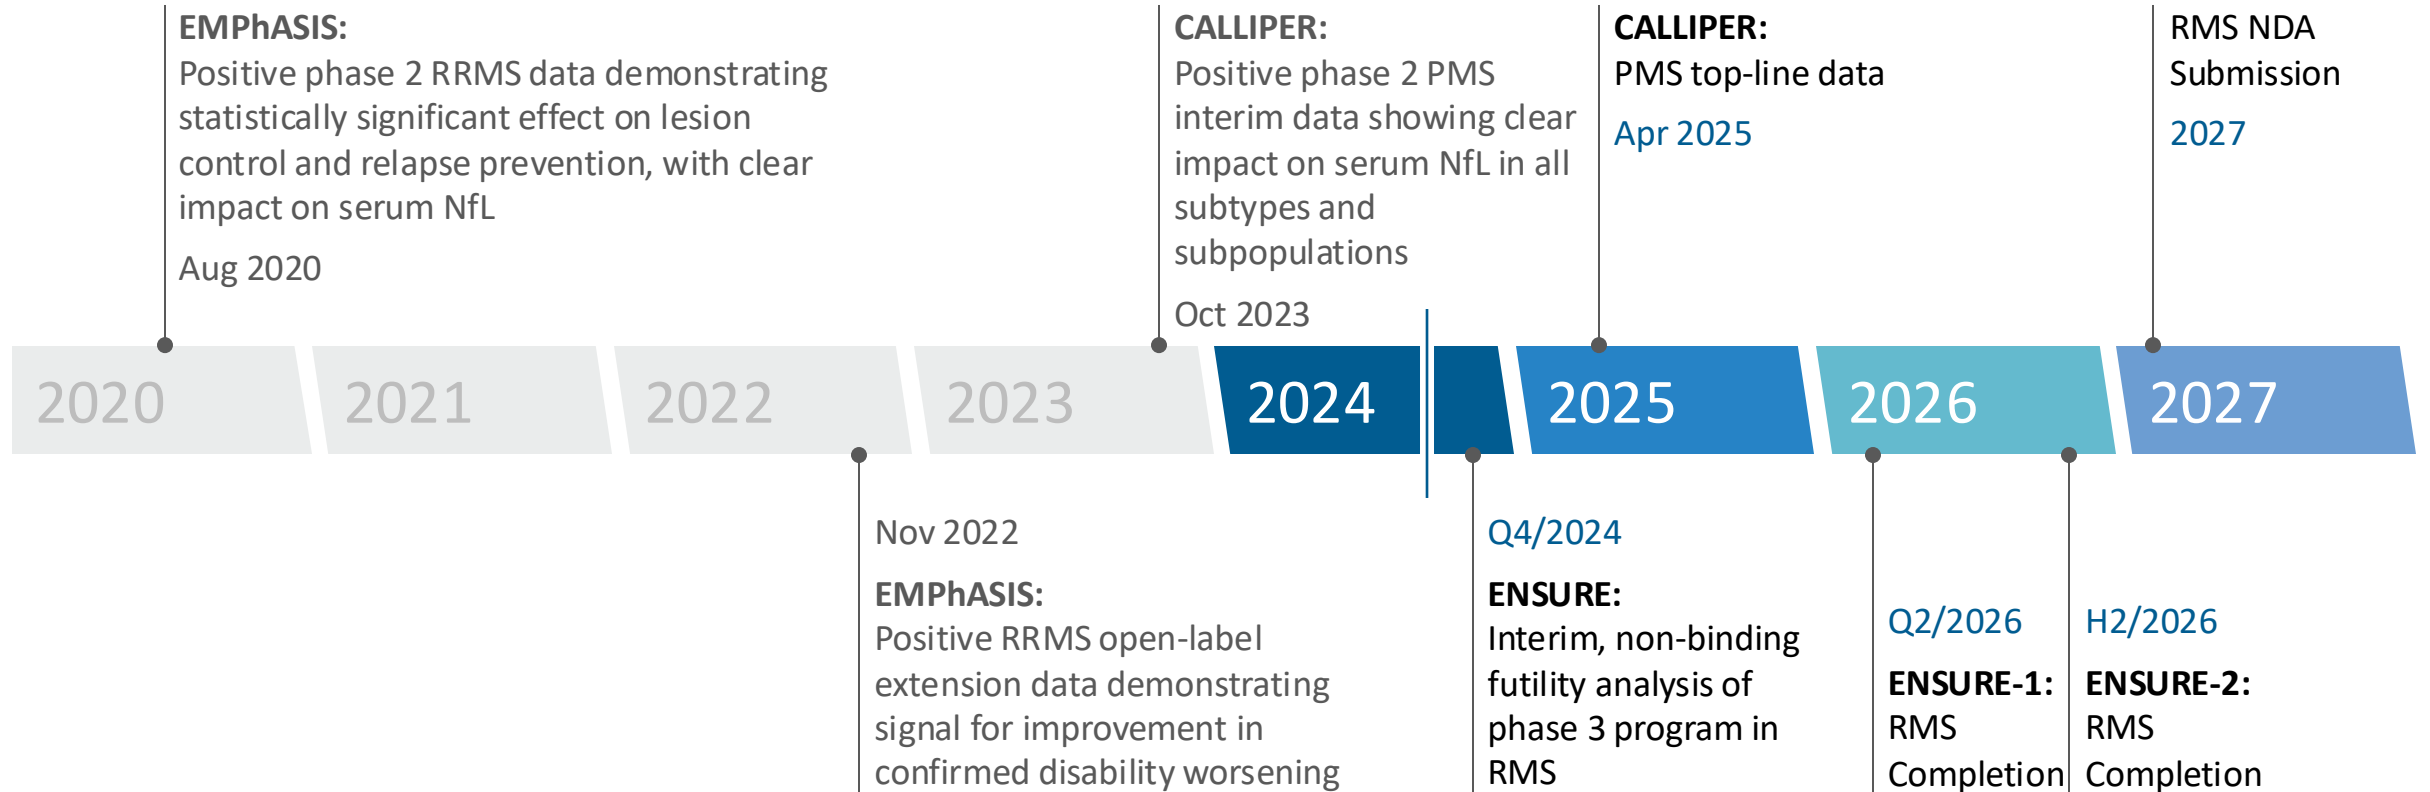 EMPhASIS:
Positive phase 2 RRMS data demonstrating
statistically significant effect on lesion
control and relapse prevention, with clear
impact on serum NfL
Aug 2020
CALLIPER:
Positive phase 2 PMS
interim data showing clear
impact on serum NfL in all
subtypes and
subpopulations
Oct 2023
CALLIPER:
PMS top-line data
Apr 2025
RMS NDA
Submission
2027
2020
2021
2022
2023
2024
2025
2026
2027
Nov 2022
EMPhASIS:
Positive RRMS open-label
extension data demonstrating
signal for improvement in
confirmed disability worsening
Q4/2024
ENSURE:
Interim, non-binding
futility analysis of
phase 3 program in
RMS
Q2/2026
ENSURE-1:
RMS
Completion
H2/2026
ENSURE-2:
RMS
Completion